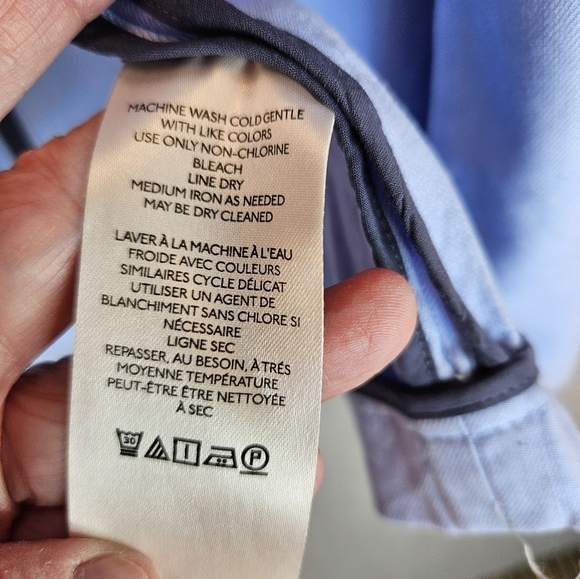 MACHINE WASH COLD GENTLE
WITH LIKE COLORS
USE ONLY NON-CHLORINE
BLEACH
LINE DRY
MEDIUM IRON AS NEEDED
MAY BE DRY CLEANED
LAVER À LA MACHINE À L'EAU
FROIDE AVEC COULEURS
SIMILAIRES CYCLE DÉLICAT
UTILISER UN AGENT DE
BLANCHIMENT SANS CHLORE SI
NÉCESSAIRE
LIGNE SEC
REPASSER, AU BESOIN, À TRÉS
MOYENNE TEMPÉRATURE
PEUT-ÊTRE ÊTRE NETTOYÉE
À SEC
30 P